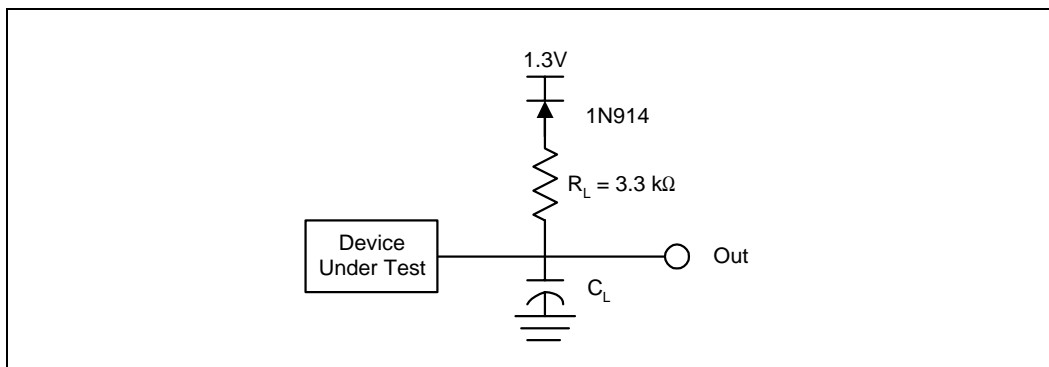 1.3V
1N914
R_L = 3.3 kΩ
Device
Under Test
Out
C_L